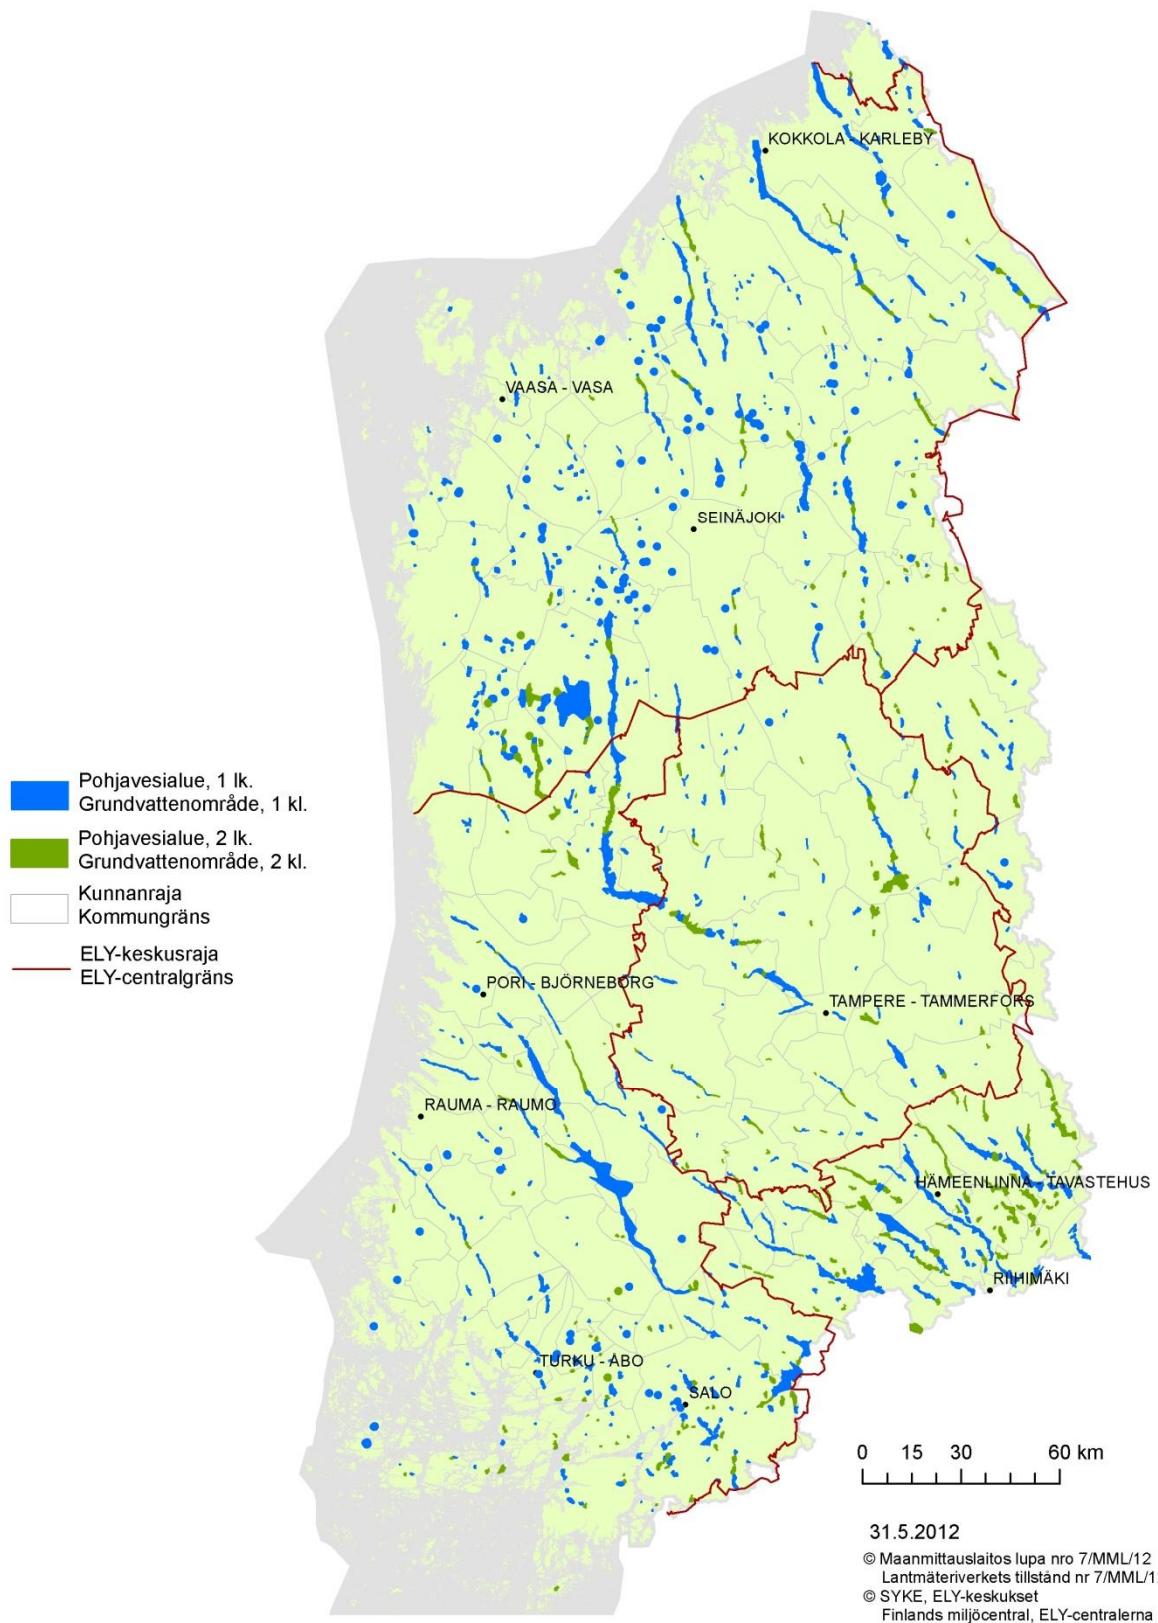 KOKKOLA - KARLEBY
VAASA - VASA
SEINÄJOKI
Pohjavesialue, 1 lk.
Grundvattenområde, 1 kl.
Pohjavesialue, 2 lk.
Grundvattenområde, 2 kl.
Kunnanraja
Kommungräns
ELY-keskusraja
ELY-centralgräns
PORI - BJÖRNEBORG
TAMPERE - TAMMERFORS
RAUMA - RAUMO
HÄMEENLINNA - TAVASTEHUS
RIIHIMÄKI
TURKU - ÅBO
SALO
0 15 30 60 km
31.5.2012
© Maanmittauslaitos lupa nro 7/MML/12
Lantmäteriverkets tillstånd nr 7/MML/1
© SYKE, ELY-keskukset
Finlands miljöcentral, ELY-centralerna